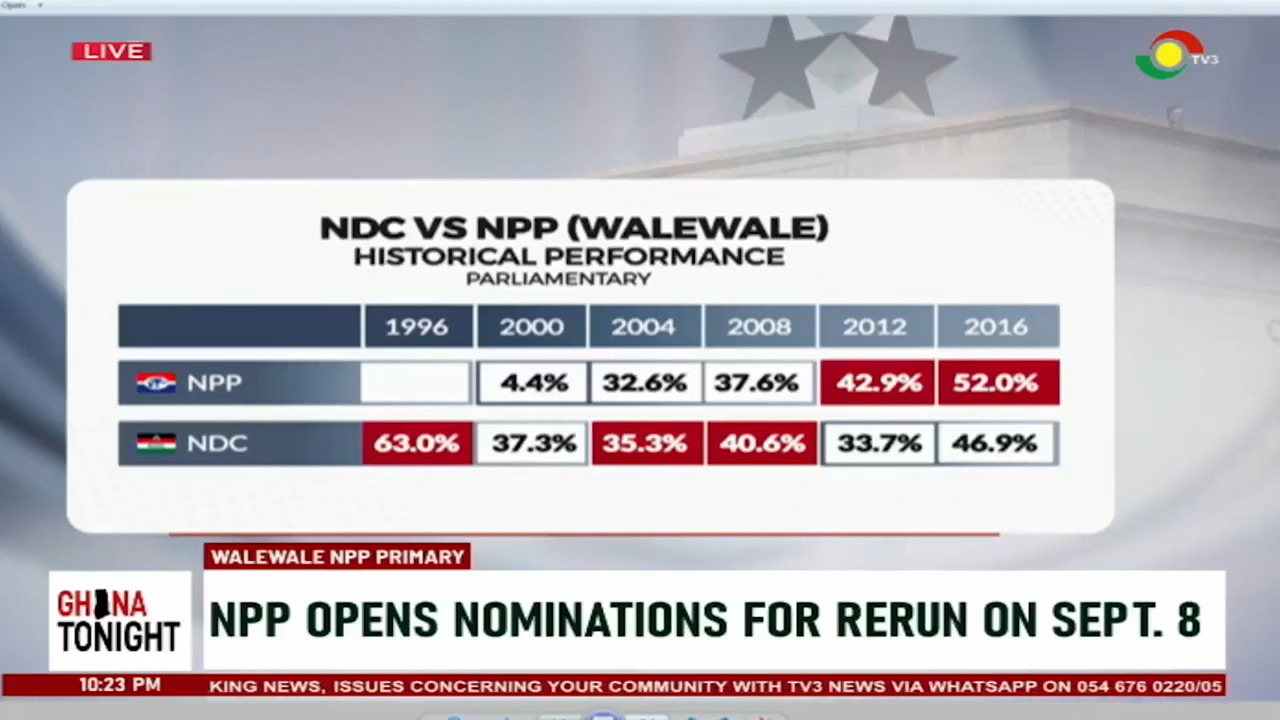 Open
LIVE
TV3
NDC VS NPP (WALEWALE)
HISTORICAL PERFORMANCE
PARLIAMENTARY
1996 2000 2004 2008 2012 2016
NPP 4.4% 32.6% 37.6% 42.9% 52.0%
NDC 63.0% 37.3% 35.3% 40.6% 33.7% 46.9%
WALEWALE NPP PRIMARY
GHANA
TONIGHT
NPP OPENS NOMINATIONS FOR RERUN ON SEPT. 8
10:23 PM
KING NEWS, ISSUES CONCERNING YOUR COMMUNITY WITH TV3 NEWS VIA WHATSAPP ON 054 676 0220/05